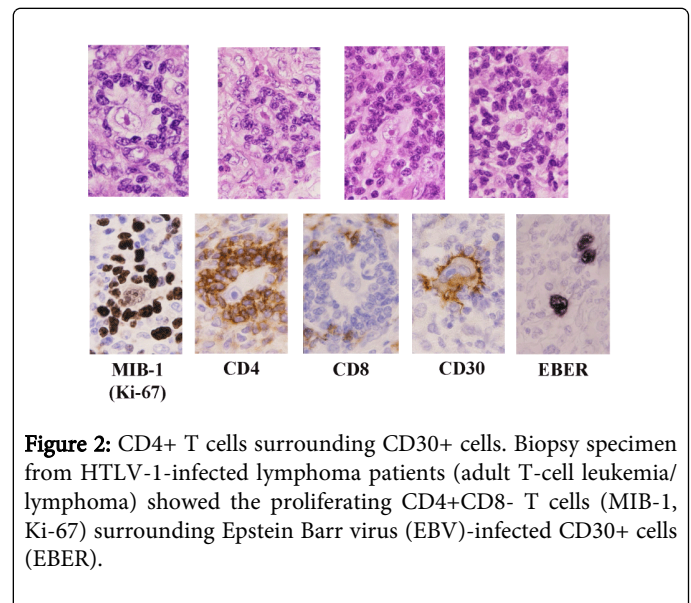 MIB-1 CD4 CD8 CD30 EBER
(Ki-67)
Figure 2: CD4+ T cells surrounding CD30+ cells. Biopsy specimen
from HTLV-1-infected lymphoma patients (adult T-cell leukemia/
lymphoma) showed the proliferating CD4+CD8- T cells (MIB-1,
Ki-67) surrounding Epstein Barr virus (EBV)-infected CD30+ cells
(EBER).